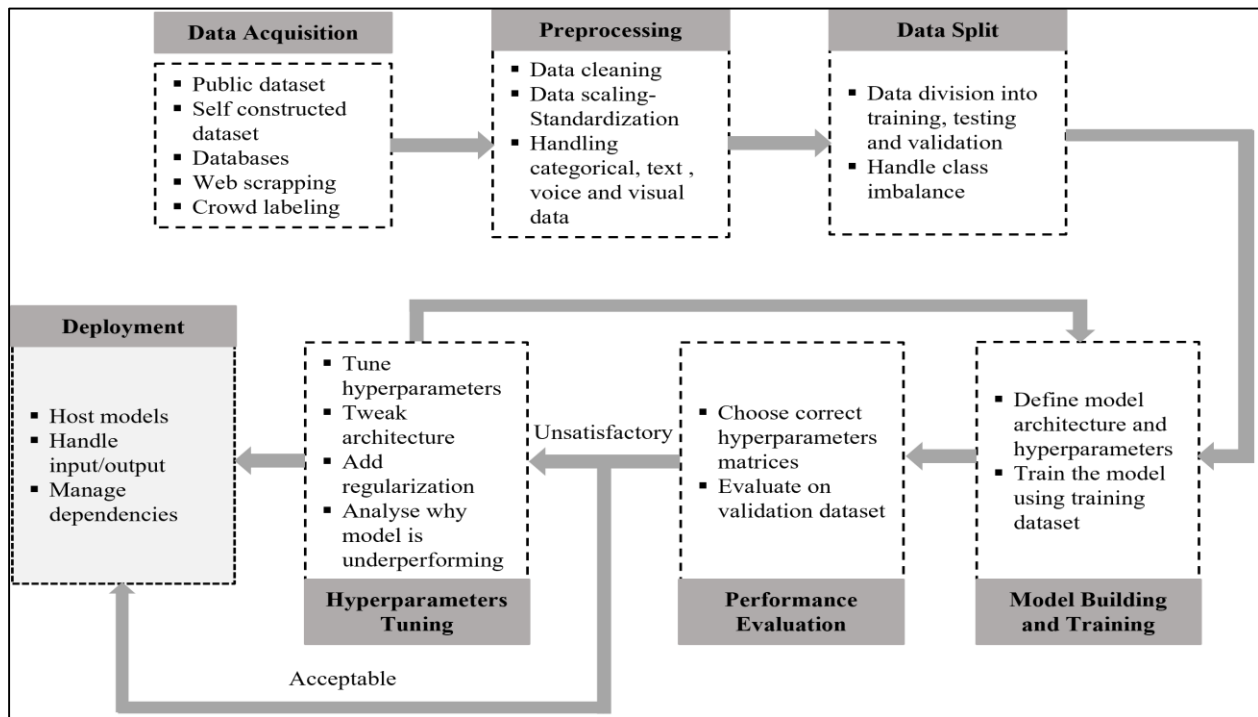 Data Acquisition
▪ Public dataset
▪ Self constructed
dataset
▪ Databases
▪ Web scrapping
▪ Crowd labeling
Preprocessing
▪ Data cleaning
▪ Data scaling-
Standardization
▪ Handling
categorical, text ,
voice and visual
data
Data Split
▪ Data division into
training, testing
and validation
▪ Handle class
imbalance
Deployment
▪ Host models
▪ Handle
input/output
▪ Manage
dependencies
▪ Tune
hyperparameters
▪ Tweak
architecture
▪ Add
regularization
▪ Analyse why
model is
underperforming
Hyperparameters
Tuning
Unsatisfactory
▪ Choose correct
hyperparameters
matrices
▪ Evaluate on
validation dataset
Performance
Evaluation
▪ Define model
architecture and
hyperparameters
▪ Train the model
using training
dataset
Model Building
and Training
Acceptable